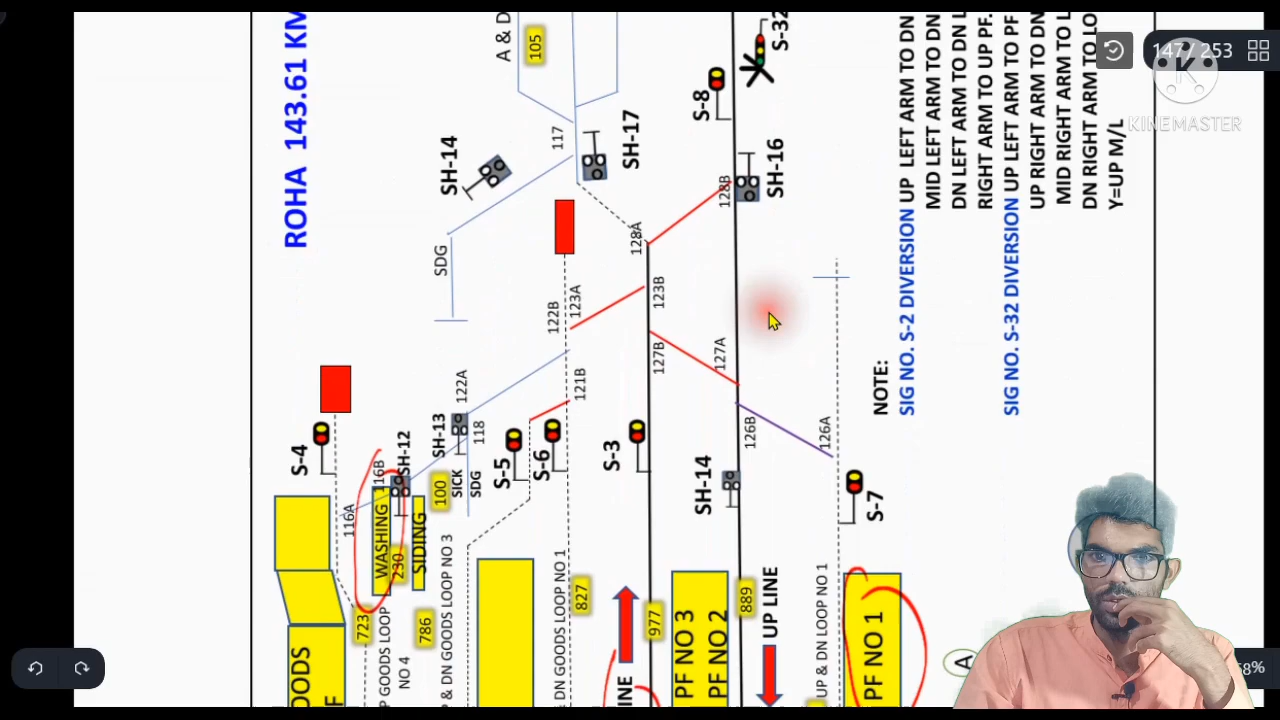 ROHA 143.61 KM
A & D
105
117
SH-14
SH-17
S-8
S-32
SH-16
128B
128A
SDG
122B
123A
123B
127B
127A
122A
121B
SH-13
118
S-4
116B
SH-12
116A
WASHING
230
SIDING
100
SICK
SDG
S-5
S-6
S-3
SH-14
126B
126A
S-7
723
P GOODS LOOP
NO 4
786
P & DN GOODS LOOP NO 3
DN GOODS LOOP NO 1
827
INE
977
PF NO 3
PF NO 2
889
UP LINE
UP & DN LOOP NO 1
PF NO 1
OODS
F
A
NOTE:
SIG NO. S-2 DIVERSION UP LEFT ARM TO DN
MID LEFT ARM TO DN
DN LEFT ARM TO DN L
RIGHT ARM TO UP PF.
SIG NO. S-32 DIVERSION UP LEFT ARM TO PF
UP RIGHT ARM TO DN
MID RIGHT ARM TO L
DN RIGHT ARM TO LO
Y=UP M/L
147 / 253
K
KINEMASTER
8%